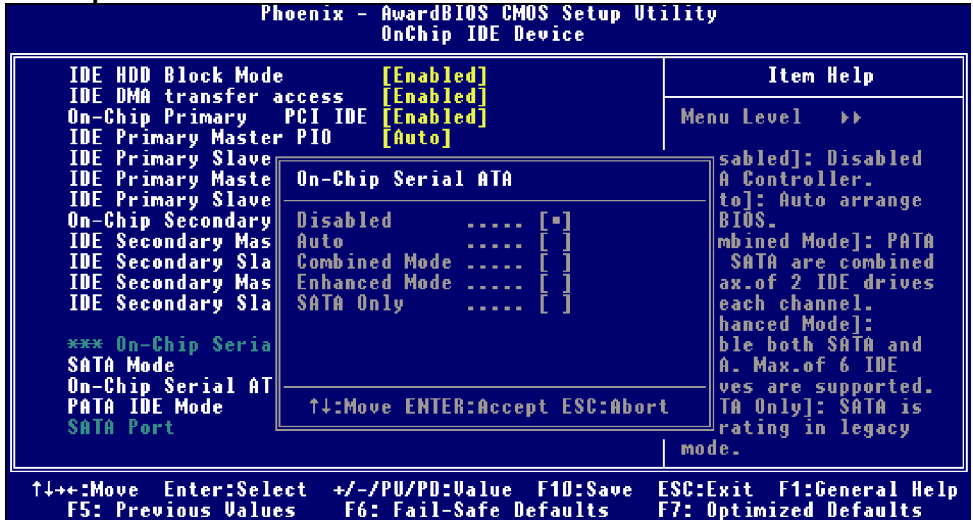 Phoenix - AwardBIOS CMOS Setup Utility
OnChip IDE Device
IDE HDD Block Mode [Enabled]
IDE DMA transfer access [Enabled]
On-Chip Primary PCI IDE [Enabled]
IDE Primary Master PIO [Auto]
IDE Primary Slave
IDE Primary Maste
IDE Primary Slave
On-Chip Secondary
IDE Secondary Mas
IDE Secondary Sla
IDE Secondary Mas
IDE Secondary Sla
*** On-Chip Seria
SATA Mode
On-Chip Serial AT
PATA IDE Mode
SATA Port
On-Chip Serial ATA
Disabled ..... [▪]
Auto ..... [ ]
Combined Mode ..... [ ]
Enhanced Mode ..... [ ]
SATA Only ..... [ ]
↑↓:Move ENTER:Accept ESC:Abort
Item Help
Menu Level ▸▸
sabled]: Disabled
A Controller.
to]: Auto arrange
BIOS.
mbined Mode]: PATA
SATA are combined
ax.of 2 IDE drives
each channel.
hanced Mode]:
ble both SATA and
A. Max.of 6 IDE
ves are supported.
TA Only]: SATA is
rating in legacy
mode.
↑↓→←:Move Enter:Select +/-/PU/PD:Value F10:Save ESC:Exit F1:General Help
F5: Previous Values F6: Fail-Safe Defaults F7: Optimized Defaults